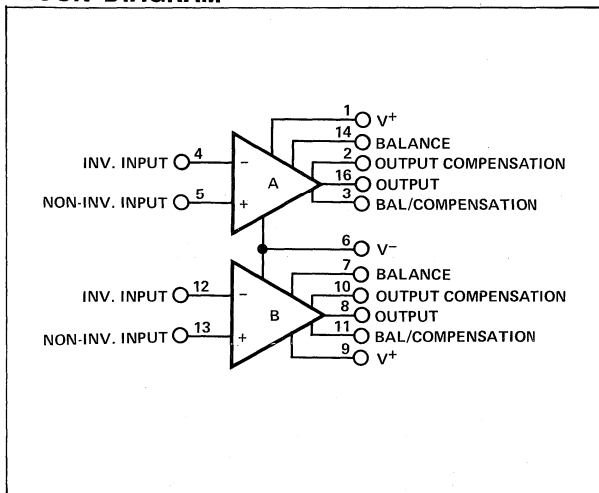 1 V+
14 BALANCE
INV. INPUT 4 − 2 OUTPUT COMPENSATION
A 16 OUTPUT
NON-INV. INPUT 5 + 3 BAL/COMPENSATION
6 V−
7 BALANCE
INV. INPUT 12 − 10 OUTPUT COMPENSATION
B 8 OUTPUT
NON-INV. INPUT 13 + 11 BAL/COMPENSATION
9 V+